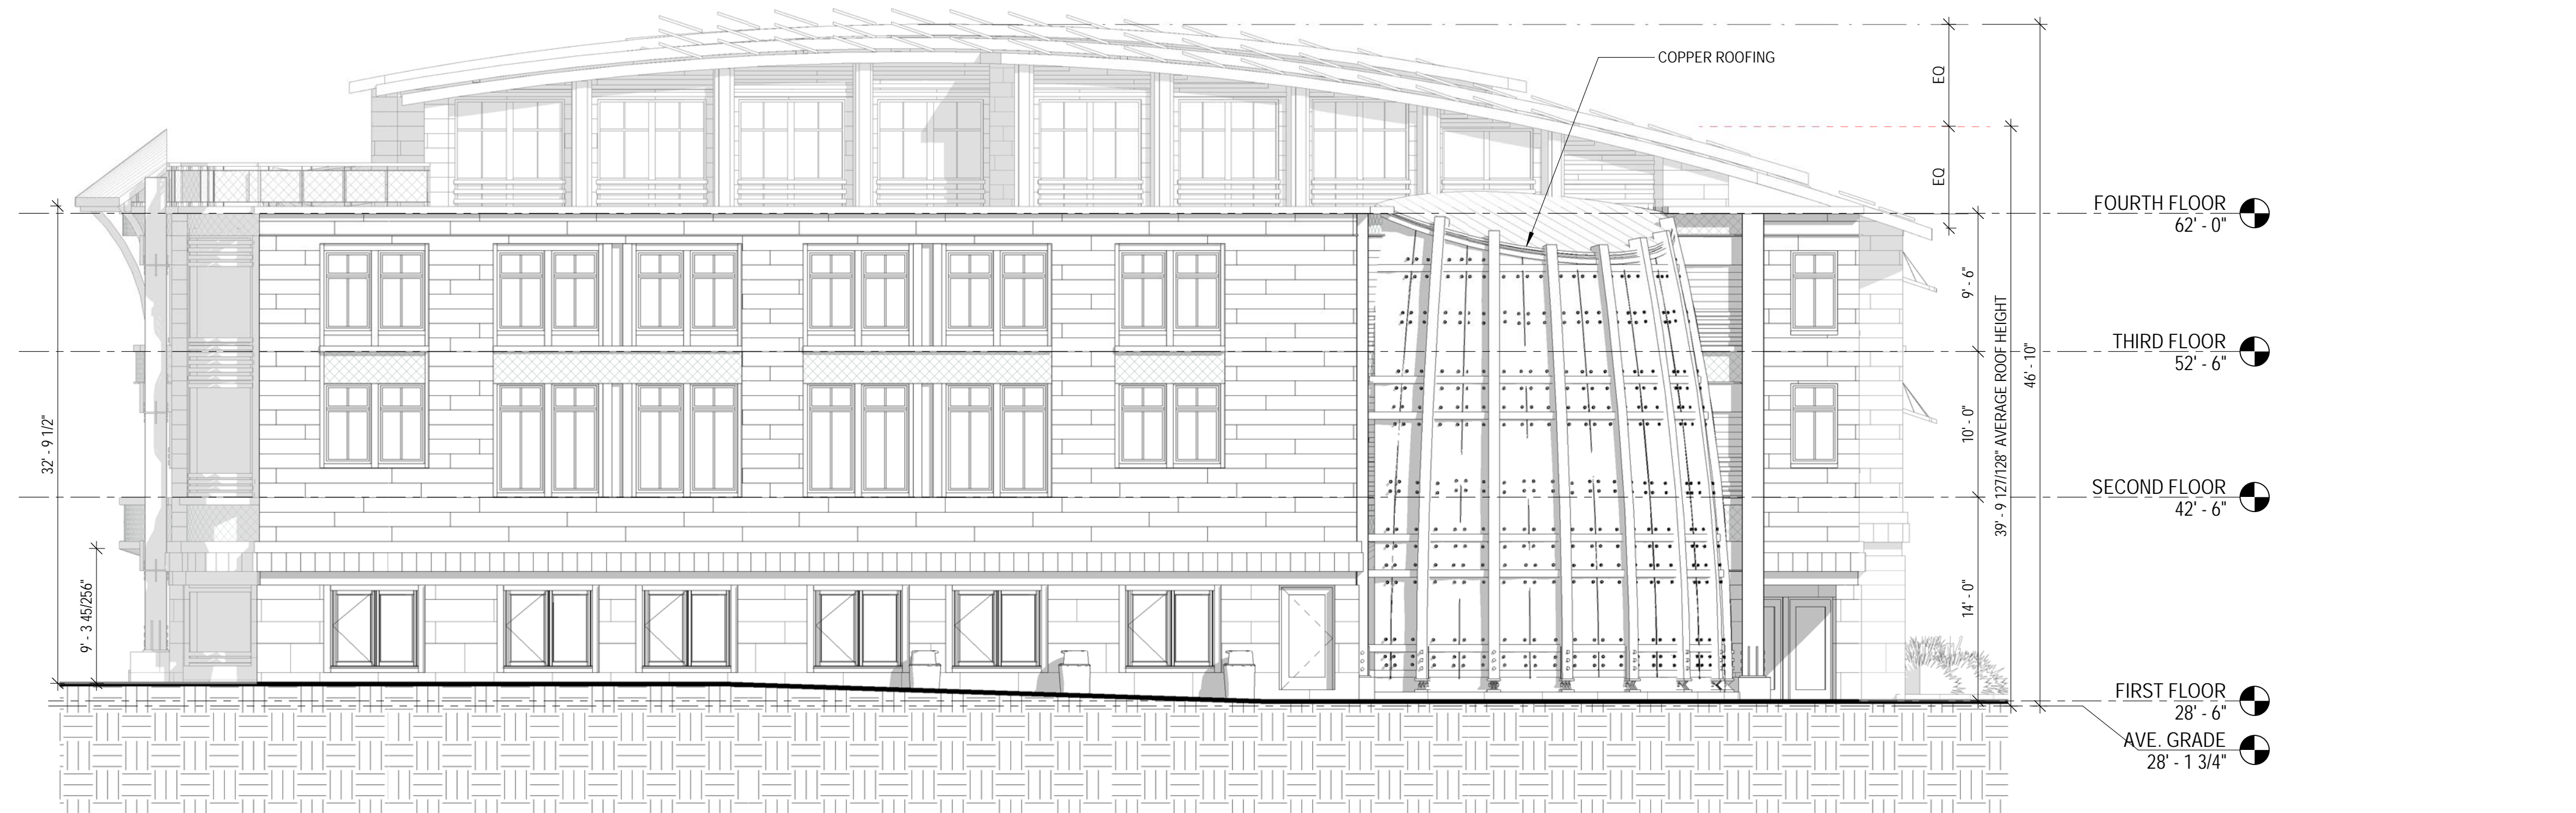 COPPER ROOFING
EQ
EQ
FOURTH FLOOR
62' - 0"
9' - 6"
THIRD FLOOR
52' - 6"
10' - 0"
39' - 9 127/128" AVERAGE ROOF HEIGHT
46' - 10"
32' - 9 1/2"
SECOND FLOOR
42' - 6"
9' - 3 45/256"
14' - 0"
FIRST FLOOR
28' - 6"
AVE. GRADE
28' - 1 3/4"